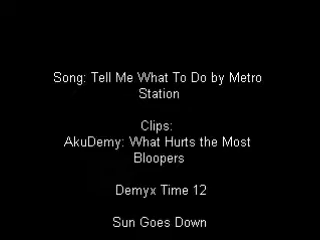 Song: Tell Me What To Do by Metro
Station
Clips:
AkuDemy: What Hurts the Most
Bloopers
Demyx Time 12
Sun Goes Down